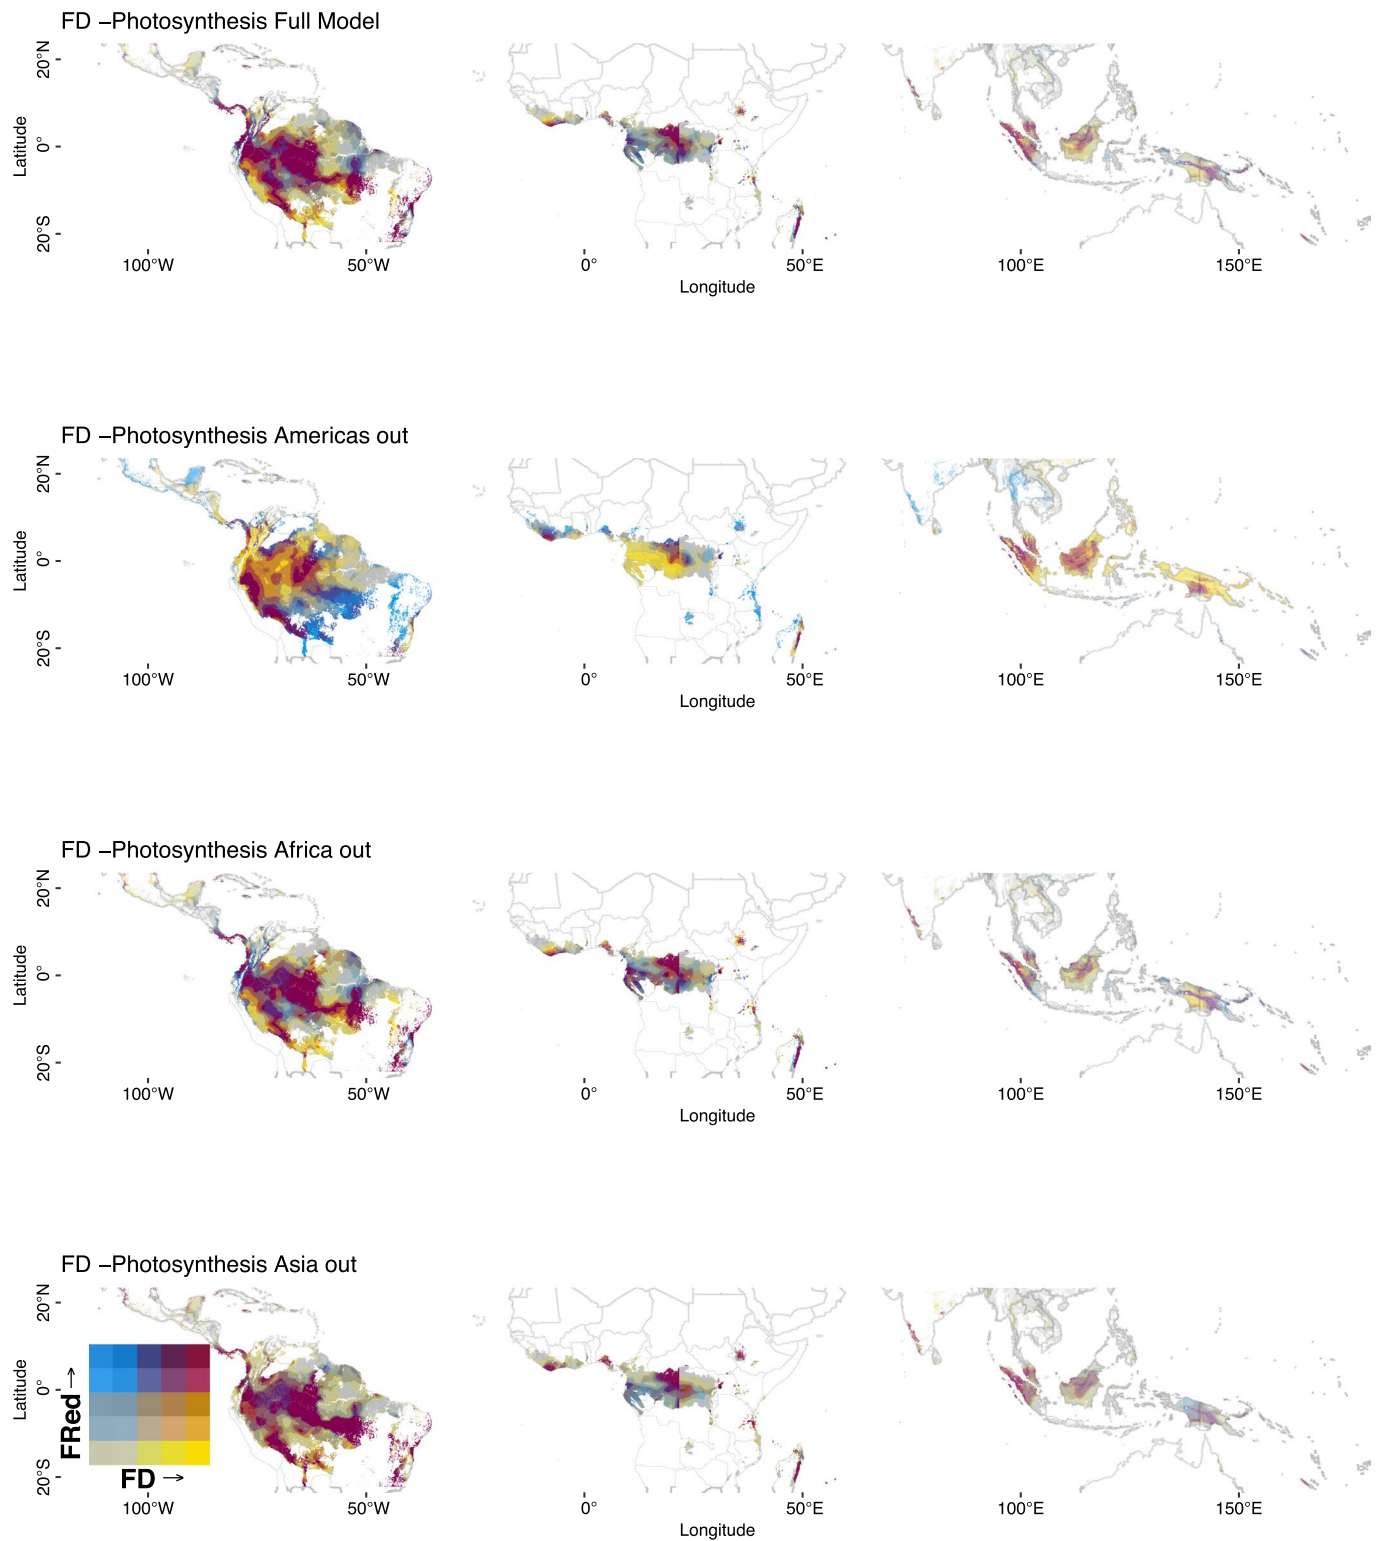 FD –Photosynthesis Full Model
20°N
0°
20°S
Latitude
100°W
50°W
0°
50°E
100°E
150°E
Longitude
FD –Photosynthesis Americas out
20°N
0°
20°S
Latitude
100°W
50°W
0°
50°E
100°E
150°E
Longitude
FD –Photosynthesis Africa out
20°N
0°
20°S
Latitude
100°W
50°W
0°
50°E
100°E
150°E
Longitude
FD –Photosynthesis Asia out
20°N
0°
20°S
Latitude
FRed →
FD →
100°W
50°W
0°
50°E
100°E
150°E
Longitude